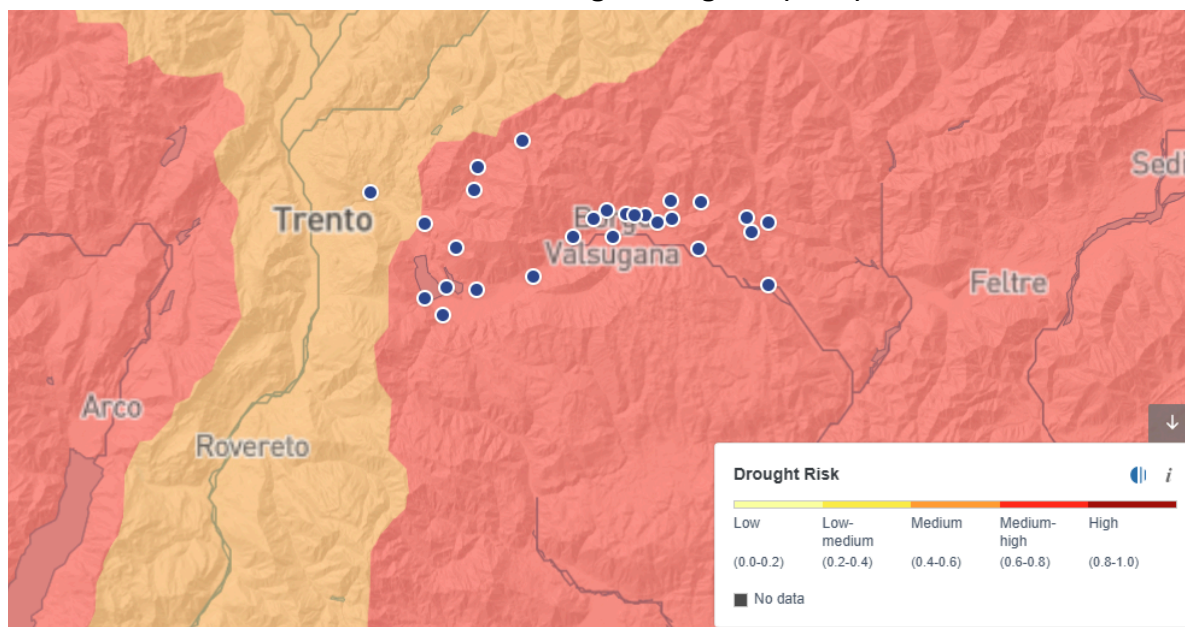 Sedi
Trento
Borgo
Valsugana
Feltre
Arco
Rovereto
Drought Risk
i
Low
Low-
medium
Medium
Medium-
high
High
(0.0-0.2)
(0.2-0.4)
(0.4-0.6)
(0.6-0.8)
(0.8-1.0)
No data